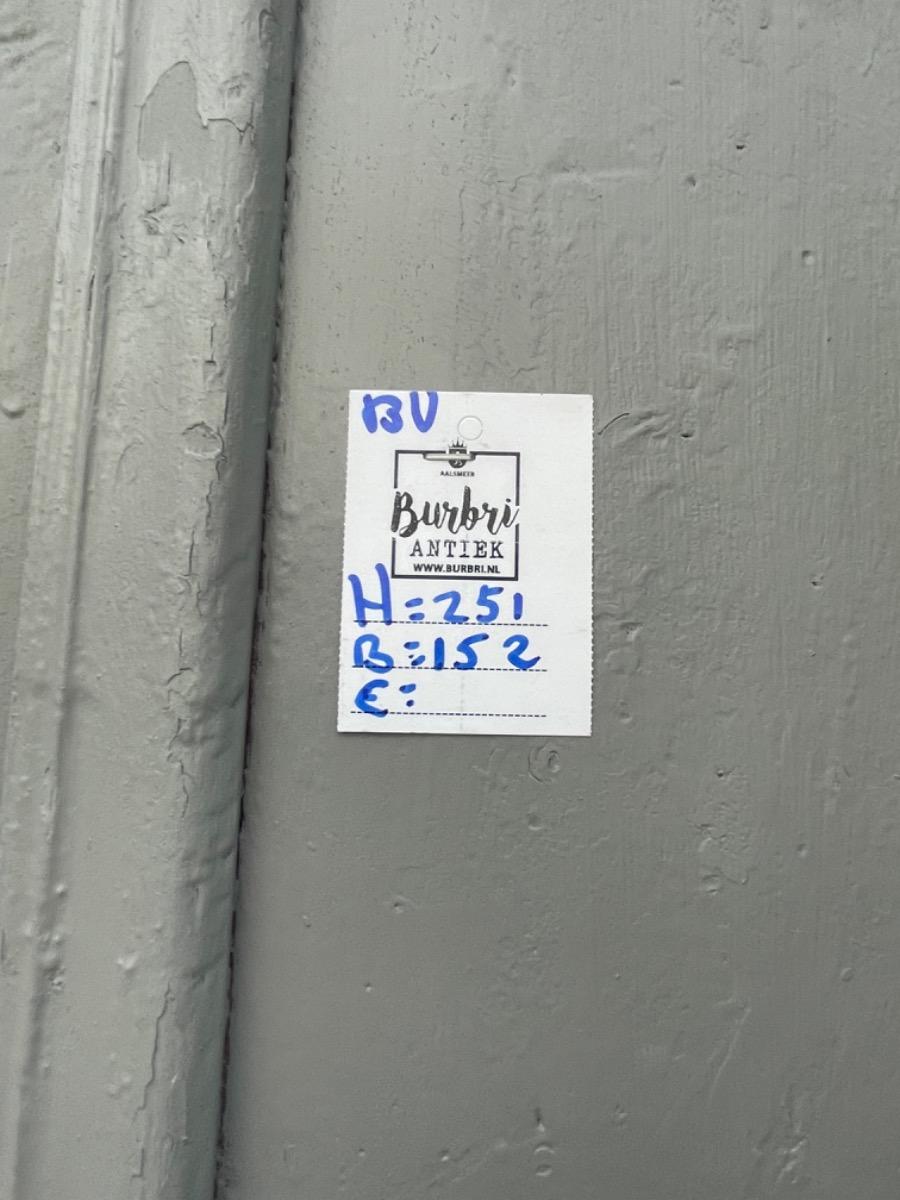 BV
AALSMEER
Burbri
ANTIEK
WWW.BURBRI.NL
H=251
B=152
€: